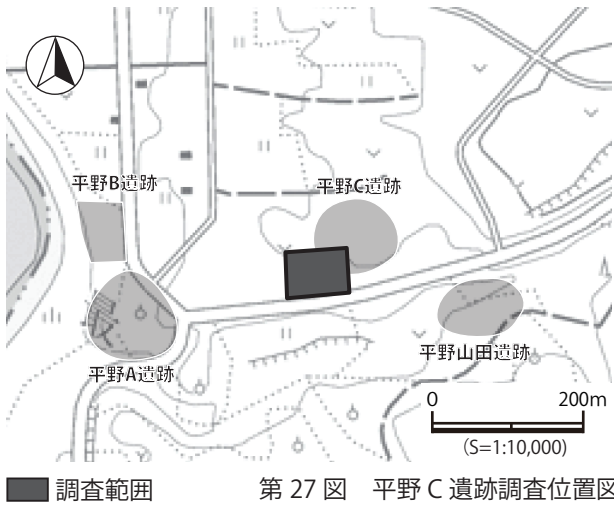 平野B遺跡
平野C遺跡
平野A遺跡
平野山田遺跡
0 200m
(S=1:10,000)
調査範囲
第 27 図 平野 C 遺跡調査位置図